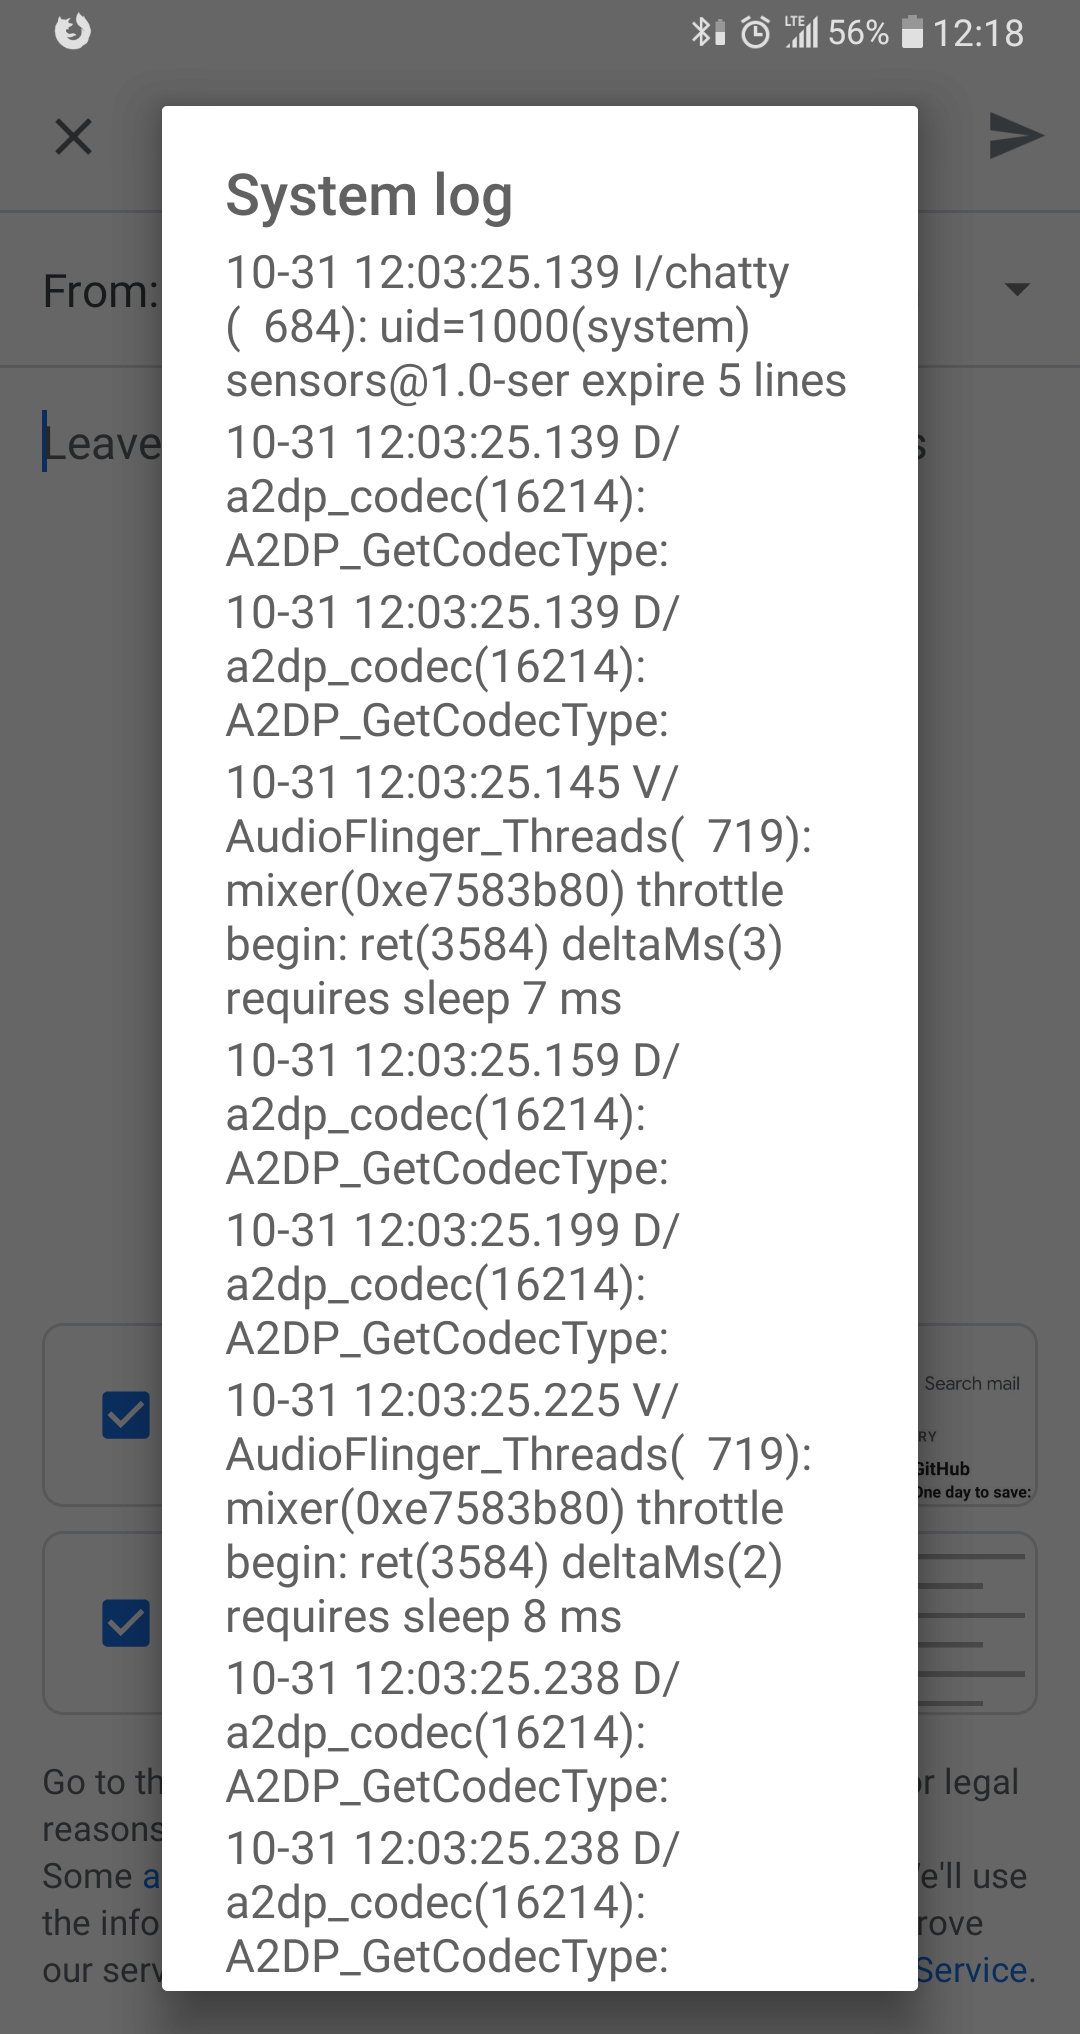 LTE 56% 12:18
System log
10-31 12:03:25.139 I/chatty
( 684): uid=1000(system)
sensors@1.0-ser expire 5 lines
10-31 12:03:25.139 D/
a2dp_codec(16214):
A2DP_GetCodecType:
10-31 12:03:25.139 D/
a2dp_codec(16214):
A2DP_GetCodecType:
10-31 12:03:25.145 V/
AudioFlinger_Threads( 719):
mixer(0xe7583b80) throttle
begin: ret(3584) deltaMs(3)
requires sleep 7 ms
10-31 12:03:25.159 D/
a2dp_codec(16214):
A2DP_GetCodecType:
10-31 12:03:25.199 D/
a2dp_codec(16214):
A2DP_GetCodecType:
10-31 12:03:25.225 V/
AudioFlinger_Threads( 719):
mixer(0xe7583b80) throttle
begin: ret(3584) deltaMs(2)
requires sleep 8 ms
10-31 12:03:25.238 D/
a2dp_codec(16214):
A2DP_GetCodecType:
10-31 12:03:25.238 D/
a2dp_codec(16214):
A2DP_GetCodecType:
From:
Leave
Search mail
GitHub
One day to save:
Go to th
r legal
reasons
Some a
e'll use
the info
rove
our serv
Service.